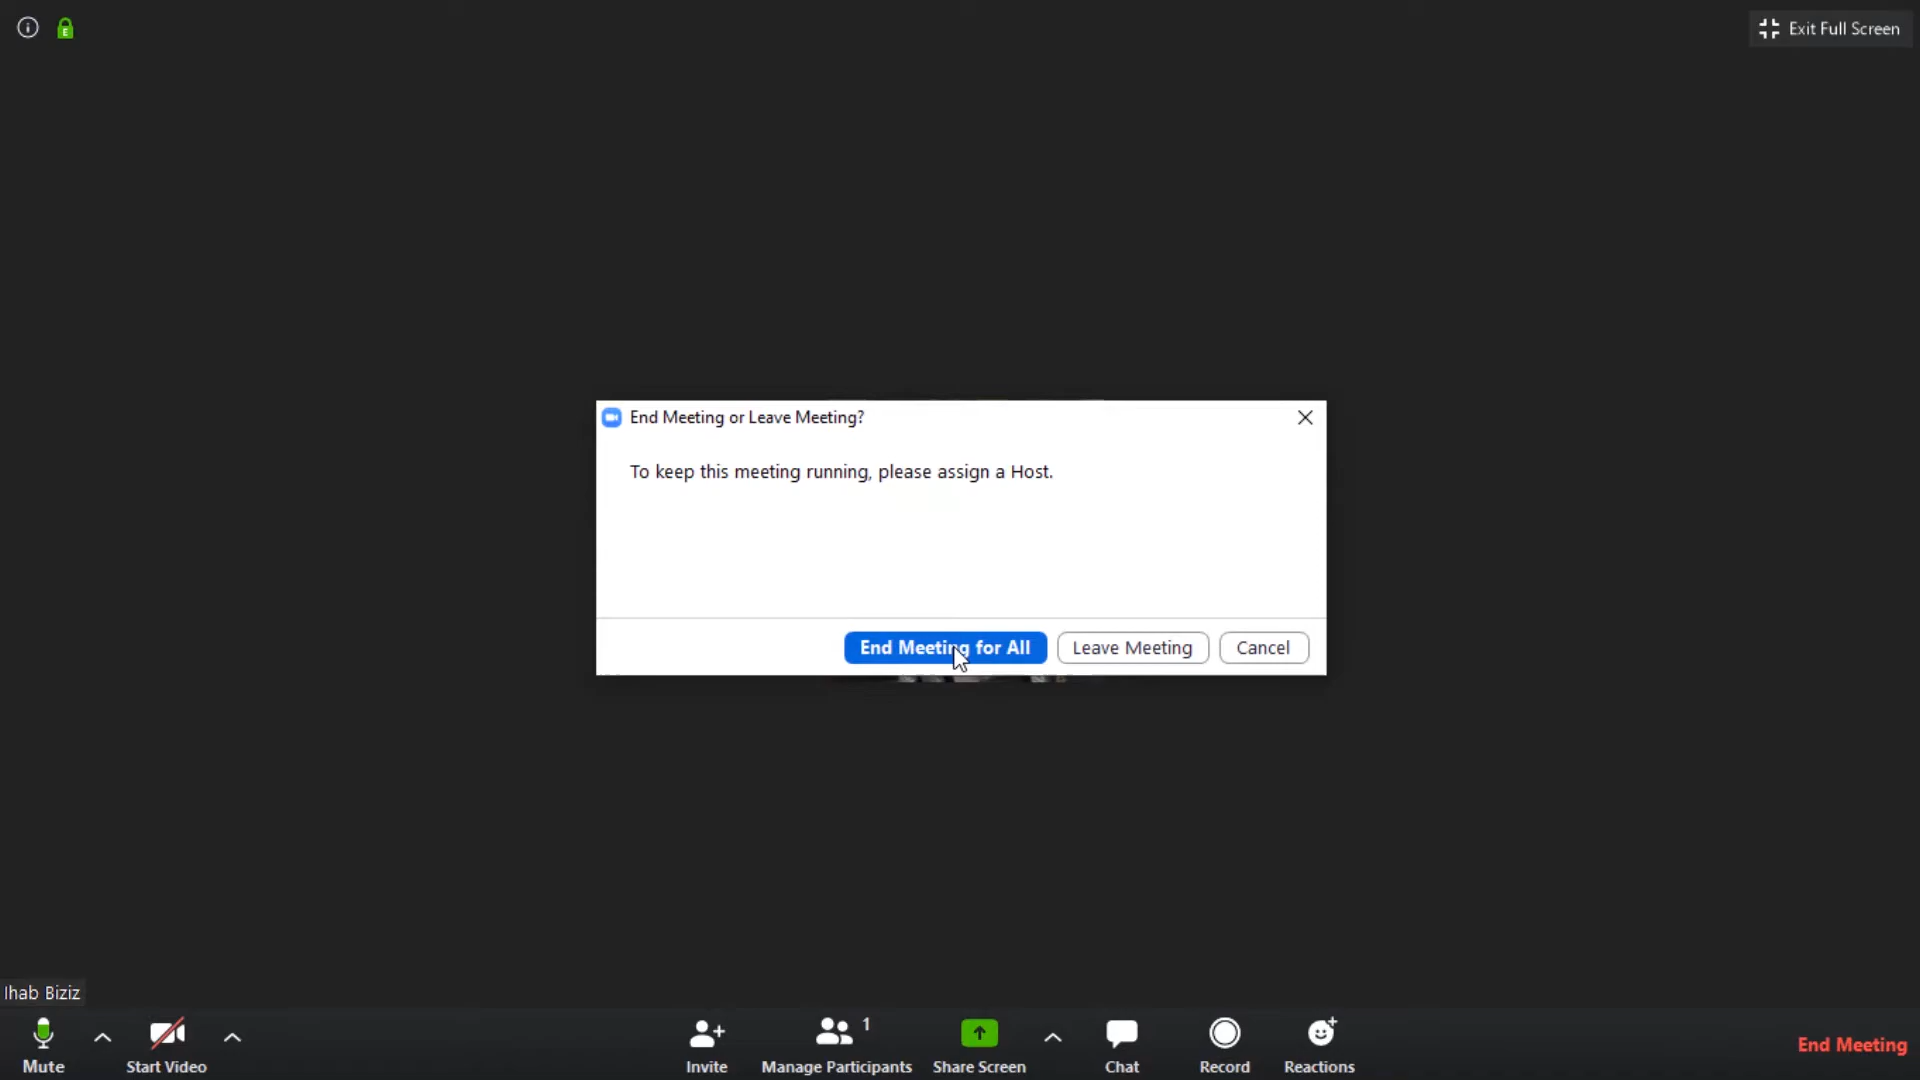 Exit Full Screen
End Meeting or Leave Meeting?
To keep this meeting running, please assign a Host.
End Meeting for All
Leave Meeting
Cancel
Ihab Biziz
Mute
Start Video
Invite
1
Manage Participants
Share Screen
Chat
Record
Reactions
End Meeting